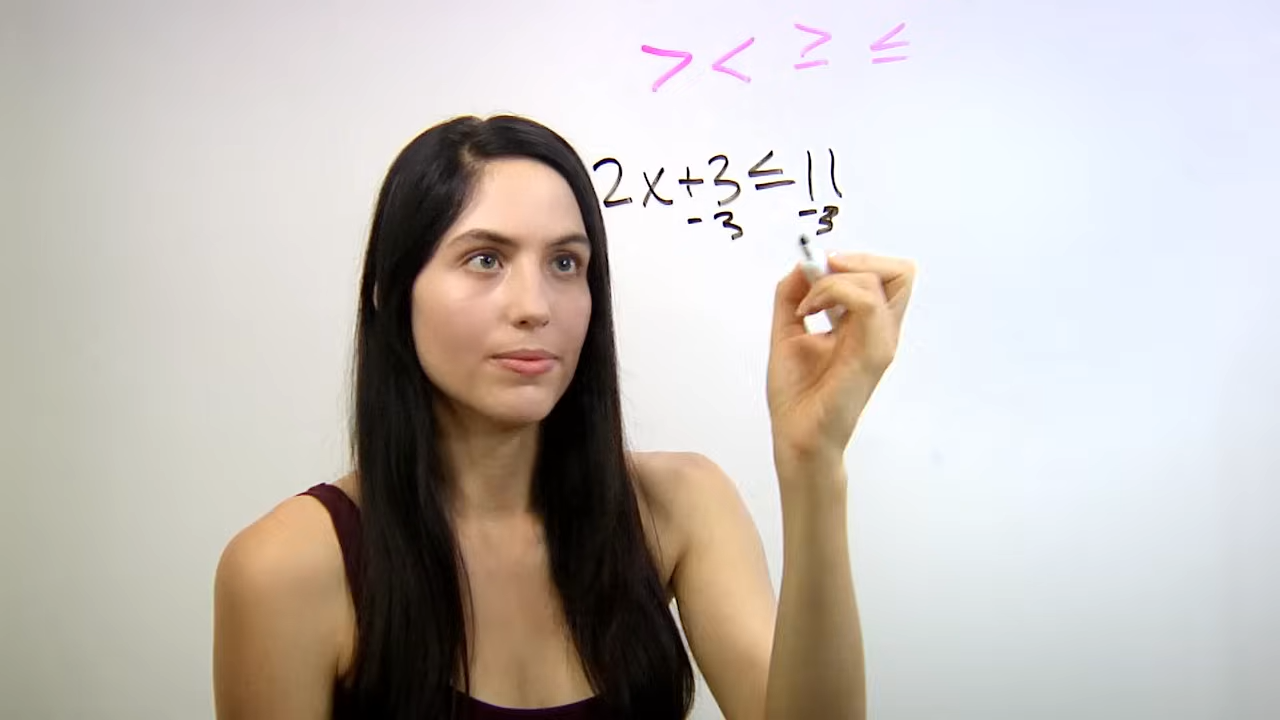 > < ≥ ≤
2x+3≤11
-3 -3